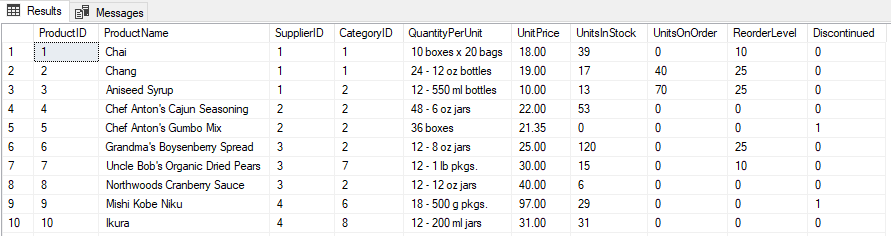 Results Messages
ProductID ProductName SupplierID CategoryID QuantityPerUnit UnitPrice UnitsInStock UnitsOnOrder ReorderLevel Discontinued
1 1 Chai 1 1 10 boxes x 20 bags 18.00 39 0 10 0
2 2 Chang 1 1 24 - 12 oz bottles 19.00 17 40 25 0
3 3 Aniseed Syrup 1 2 12 - 550 ml bottles 10.00 13 70 25 0
4 4 Chef Anton's Cajun Seasoning 2 2 48 - 6 oz jars 22.00 53 0 0 0
5 5 Chef Anton's Gumbo Mix 2 2 36 boxes 21.35 0 0 0 1
6 6 Grandma's Boysenberry Spread 3 2 12 - 8 oz jars 25.00 120 0 25 0
7 7 Uncle Bob's Organic Dried Pears 3 7 12 - 1 lb pkgs. 30.00 15 0 10 0
8 8 Northwoods Cranberry Sauce 3 2 12 - 12 oz jars 40.00 6 0 0 0
9 9 Mishi Kobe Niku 4 6 18 - 500 g pkgs. 97.00 29 0 0 1
10 10 Ikura 4 8 12 - 200 ml jars 31.00 31 0 0 0